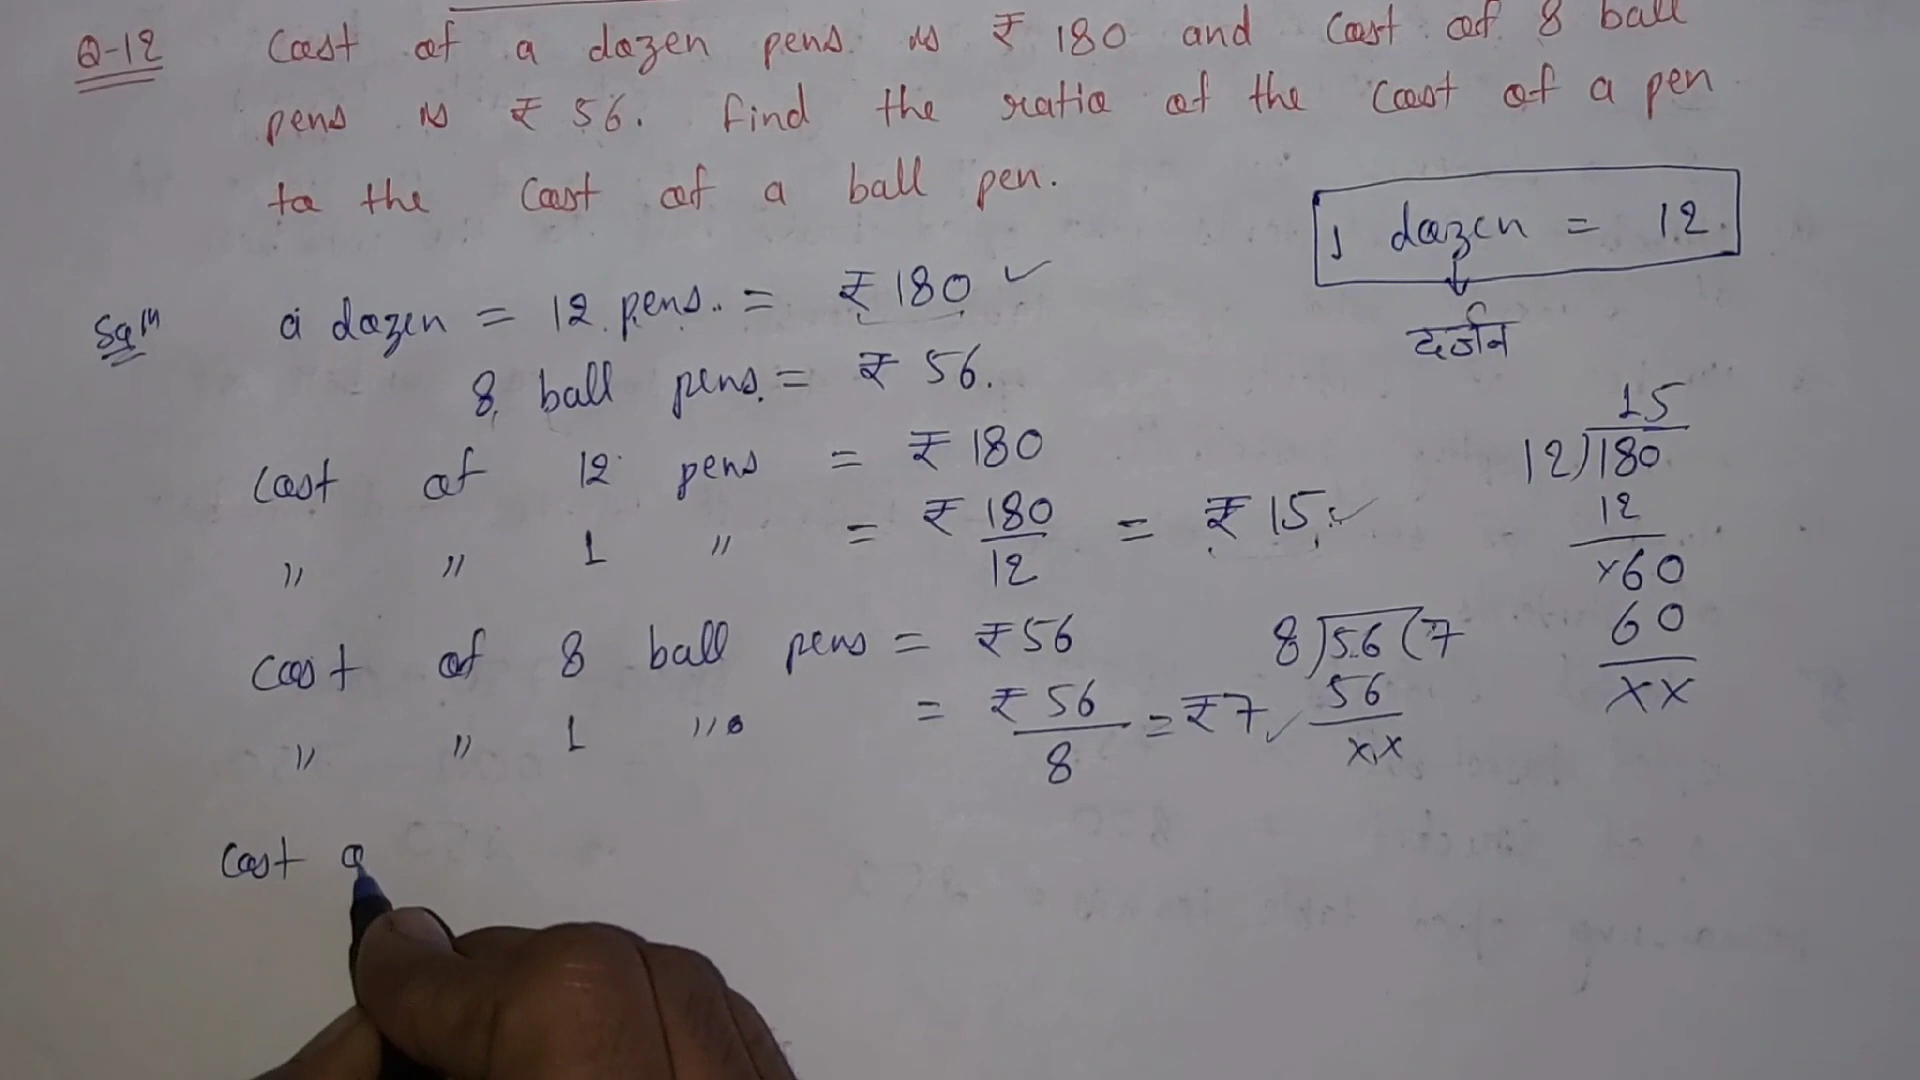 Q-12 Cost of a dozen pens is ₹ 180 and cost of 8 ball
pens is ₹ 56. Find the ratio of the cost of a pen
to the cost of a ball pen.
1 dozen = 12.
दर्जन
Solⁿ a dozen = 12 pens. = ₹ 180 ✓
8 ball pens = ₹ 56.
Cost of 12 pens = ₹ 180
,, ,, 1 ,, = ₹ 180/12 = ₹ 15 ✓
15
12)180
12
×60
60
××
Cost of 8 ball pens = ₹ 56
,, ,, 1 ,, = ₹ 56/8 = ₹ 7 ✓
8)56(7
56
××
Cost o